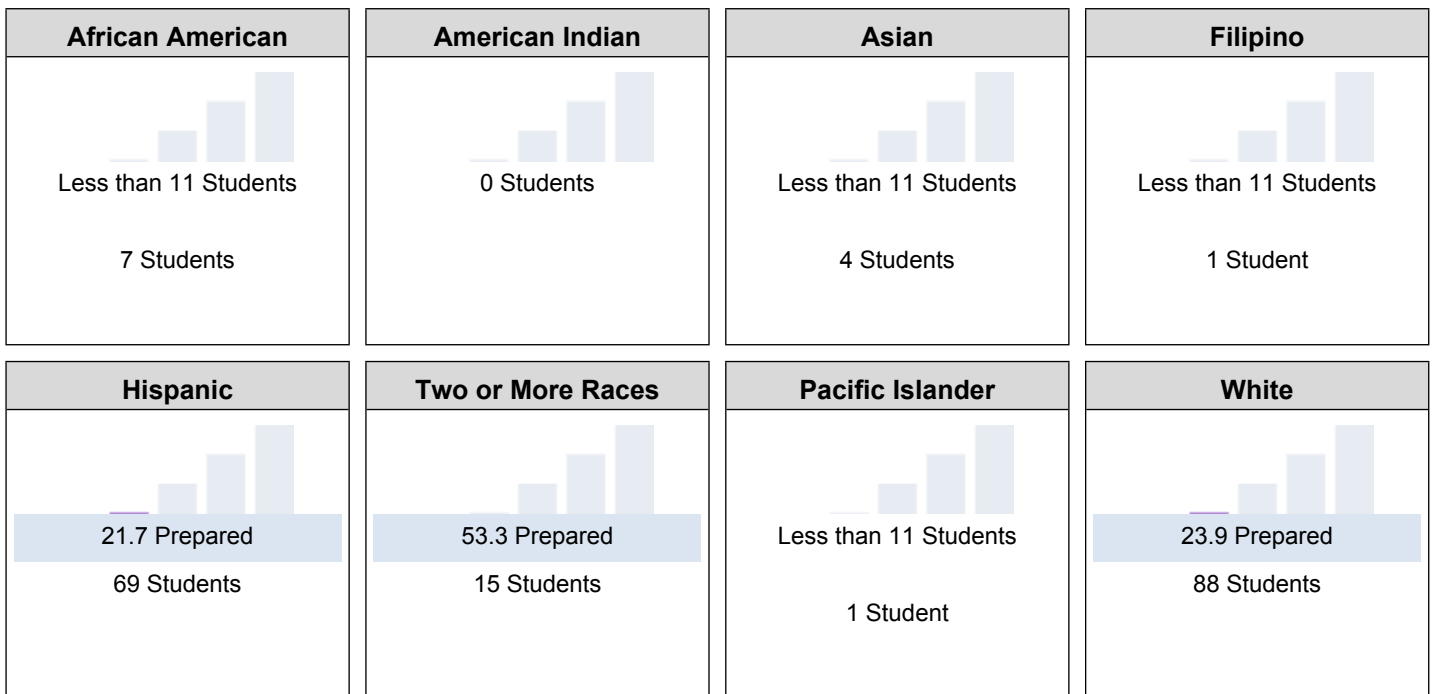 African American
Less than 11 Students
7 Students
American Indian
0 Students
Asian
Less than 11 Students
4 Students
Filipino
Less than 11 Students
1 Student
Hispanic
21.7 Prepared
69 Students
Two or More Races
53.3 Prepared
15 Students
Pacific Islander
Less than 11 Students
1 Student
White
23.9 Prepared
88 Students